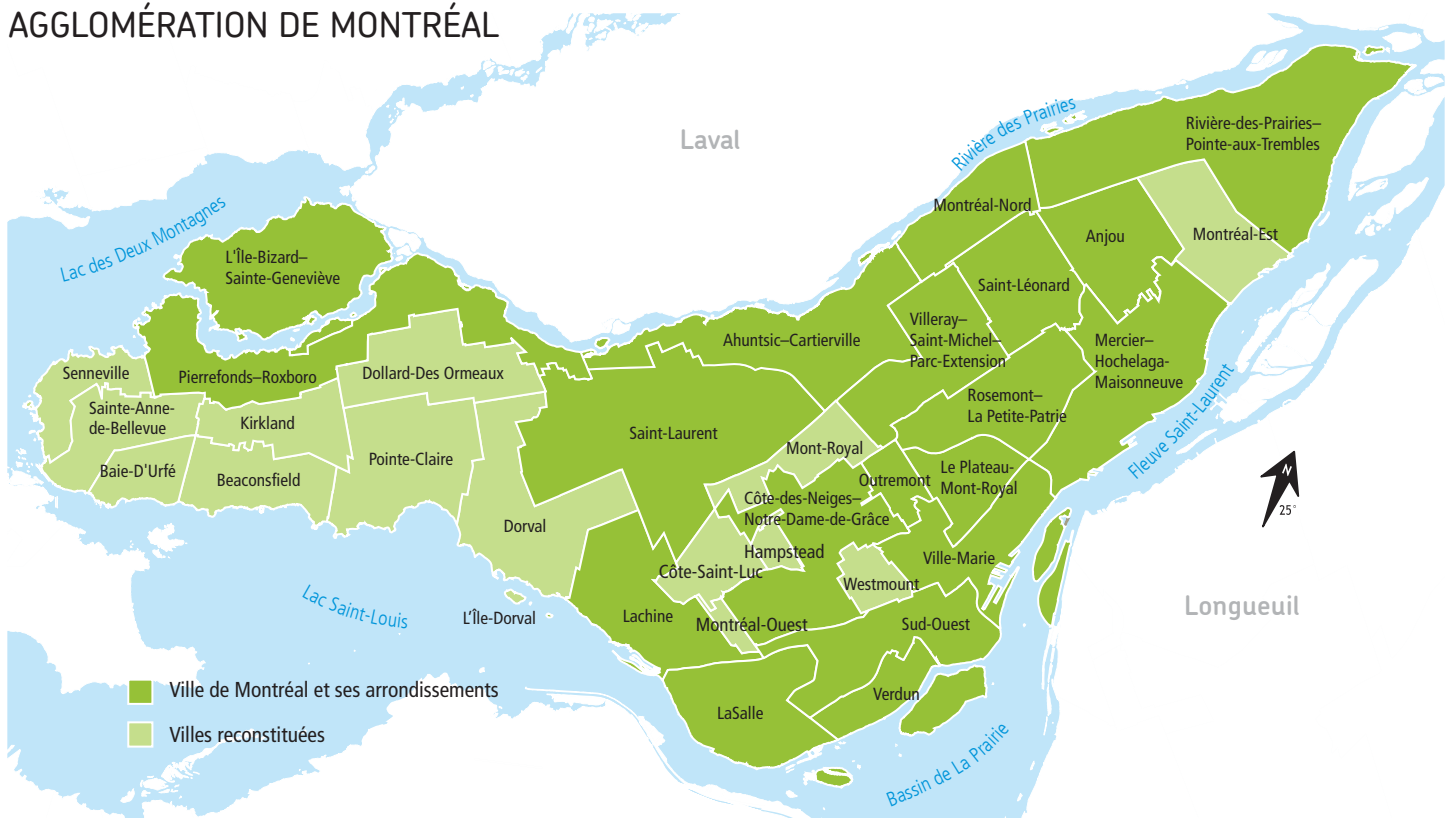 AGGLOMÉRATION DE MONTRÉAL
Laval
Rivière des Prairies
Rivière-des-Prairies–
Pointe-aux-Trembles
Lac des Deux Montagnes
L'Île-Bizard–
Sainte-Geneviève
Montréal-Nord
Anjou
Montréal-Est
Saint-Léonard
Ahuntsic–Cartierville
Villeray–
Saint-Michel–
Parc-Extension
Mercier–
Hochelaga-
Maisonneuve
Senneville
Pierrefonds–Roxboro
Dollard-Des Ormeaux
Sainte-Anne-
de-Bellevue
Kirkland
Rosemont–
La Petite-Patrie
Saint-Laurent
Mont-Royal
Pointe-Claire
Baie-D'Urfé
Beaconsfield
Outremont
Le Plateau-
Mont-Royal
Fleuve Saint-Laurent
N
25°
Côte-des-Neiges–
Notre-Dame-de-Grâce
Dorval
Hampstead
Ville-Marie
Côte-Saint-Luc
Westmount
Lac Saint-Louis
L'Île-Dorval
Lachine
Montréal-Ouest
Sud-Ouest
Longueuil
Ville de Montréal et ses arrondissements
Verdun
LaSalle
Villes reconstituées
Bassin de La Prairie